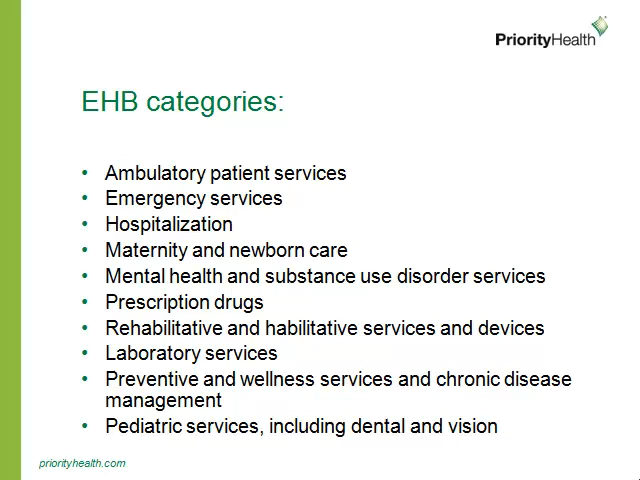 PriorityHealth
EHB categories:
• Ambulatory patient services
• Emergency services
• Hospitalization
• Maternity and newborn care
• Mental health and substance use disorder services
• Prescription drugs
• Rehabilitative and habilitative services and devices
• Laboratory services
• Preventive and wellness services and chronic disease
management
• Pediatric services, including dental and vision
priorityhealth.com